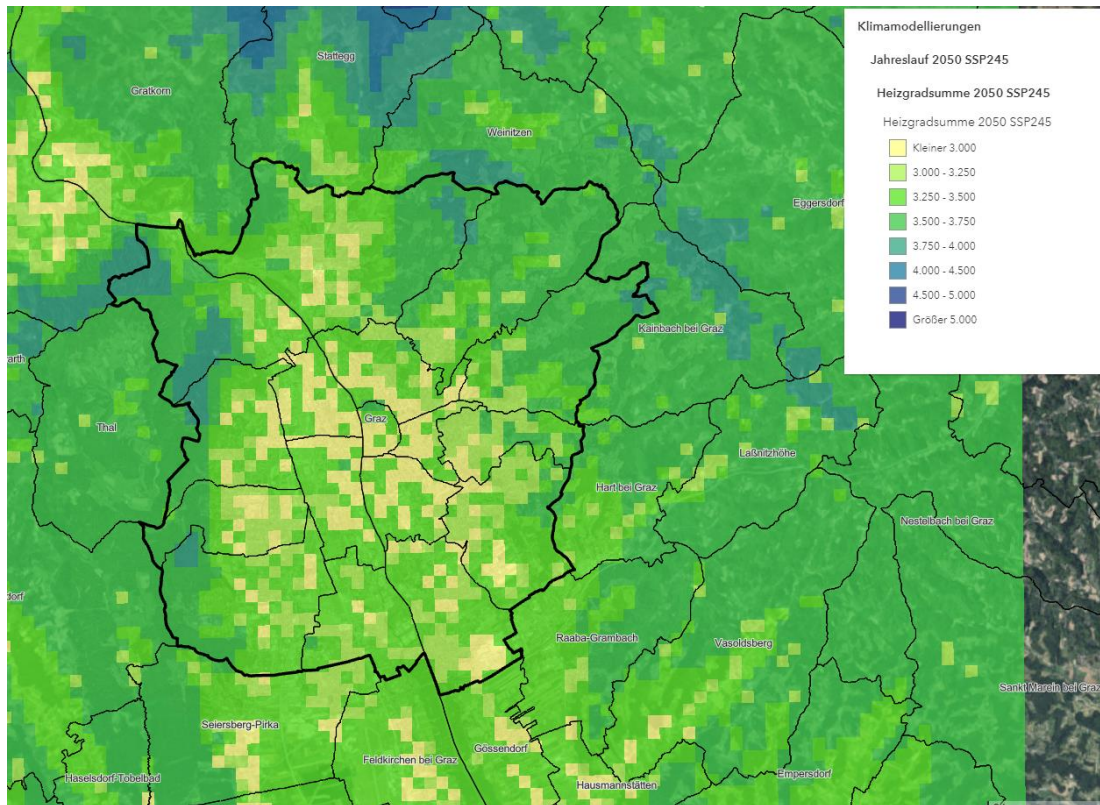 Klimamodellierungen
Jahreslauf 2050 SSP245
Heizgradsumme 2050 SSP245
Heizgradsumme 2050 SSP245
Kleiner 3.000
3.000 - 3.250
3.250 - 3.500
3.500 - 3.750
3.750 - 4.000
4.000 - 4.500
4.500 - 5.000
Größer 5.000
Stattegg
Gratkorn
Weinitzen
Eggersdorf
Kainbach bei Graz
arth
Thal
Graz
Laßnitzhöhe
Hart bei Graz
Nestelbach bei Graz
dorf
Raaba-Grambach
Vasoldsberg
Sankt Marein bei Graz
Seiersberg-Pirka
Gössendorf
Feldkirchen bei Graz
Haselsdorf-Tobelbad
Empersdorf
Hausmannstätten